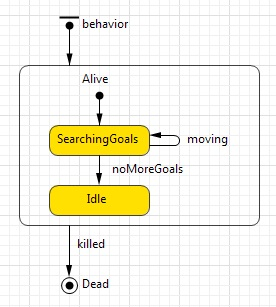 behavior
Alive
SearchingGoals
moving
noMoreGoals
Idle
killed
Dead